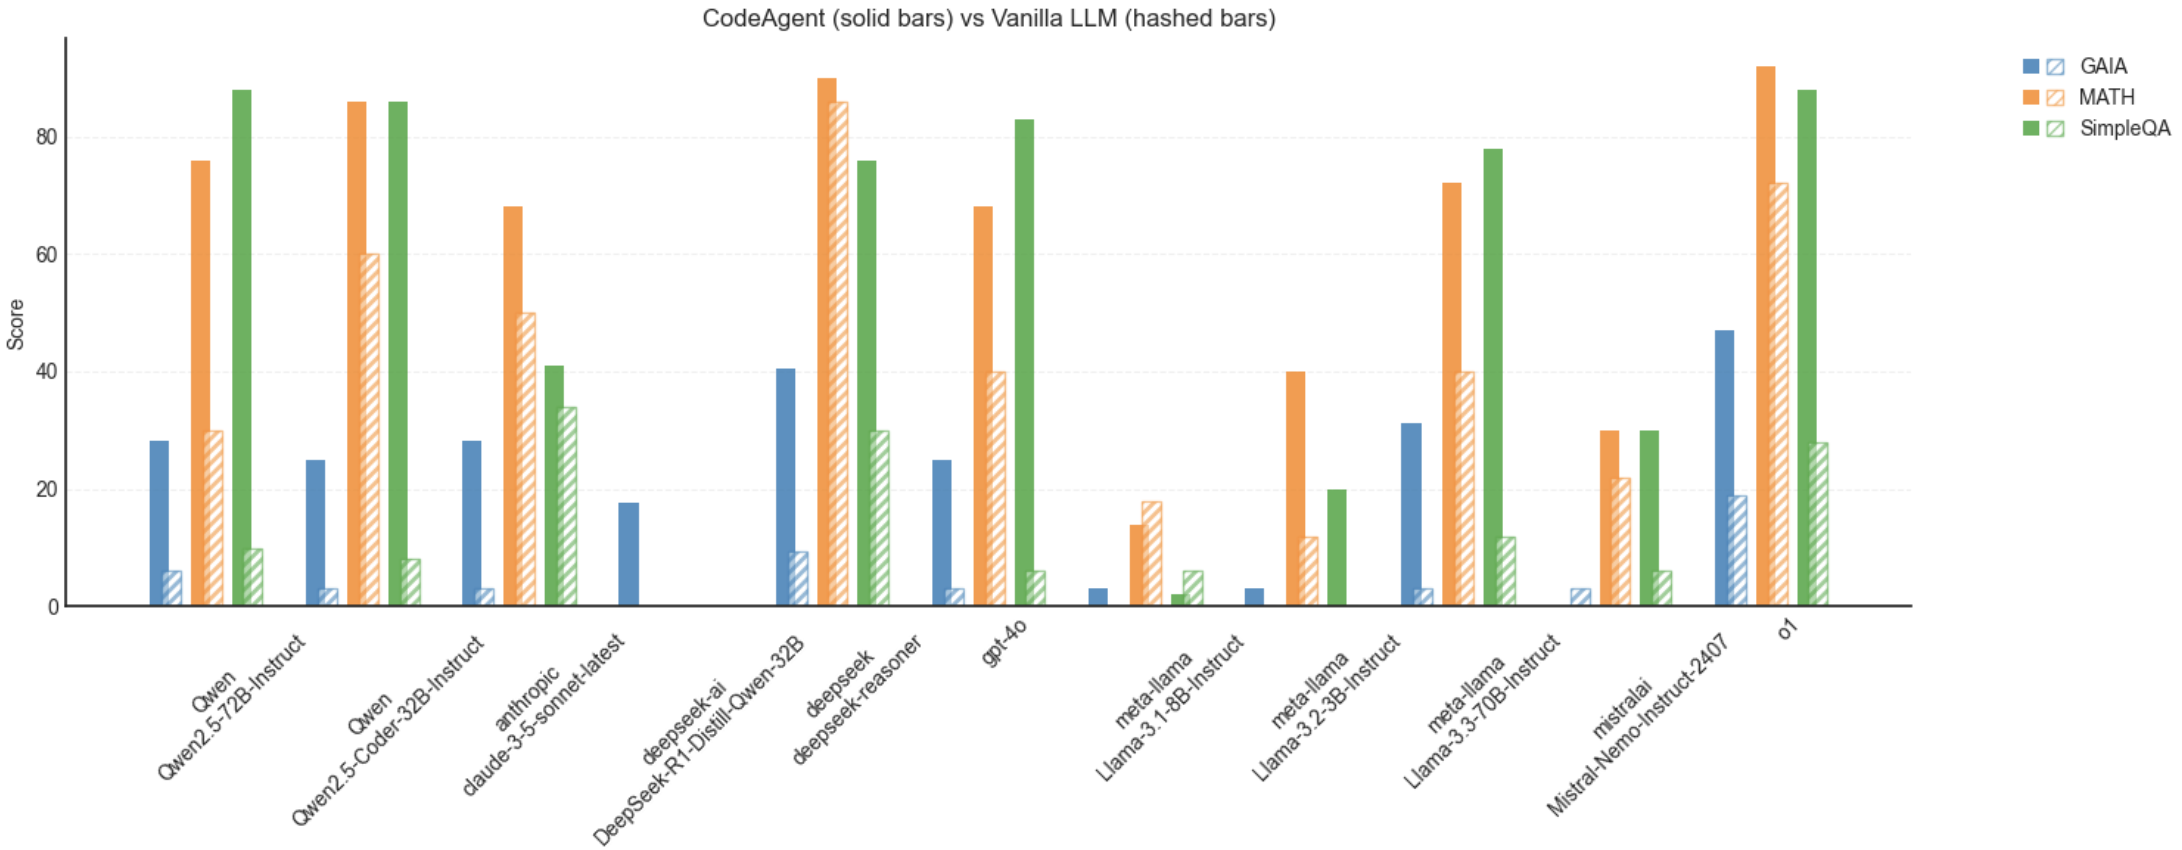 CodeAgent (solid bars) vs Vanilla LLM (hashed bars)
GAIA
MATH
SimpleQA
Score
80
60
40
20
0
Qwen
Qwen2.5-72B-Instruct
Qwen
Qwen2.5-Coder-32B-Instruct
anthropic
claude-3-5-sonnet-latest
deepseek-ai
DeepSeek-R1-Distill-Qwen-32B
deepseek
deepseek-reasoner
gpt-4o
meta-llama
Llama-3.1-8B-Instruct
meta-llama
Llama-3.2-3B-Instruct
meta-llama
Llama-3.3-70B-Instruct
mistralai
Mistral-Nemo-Instruct-2407
o1